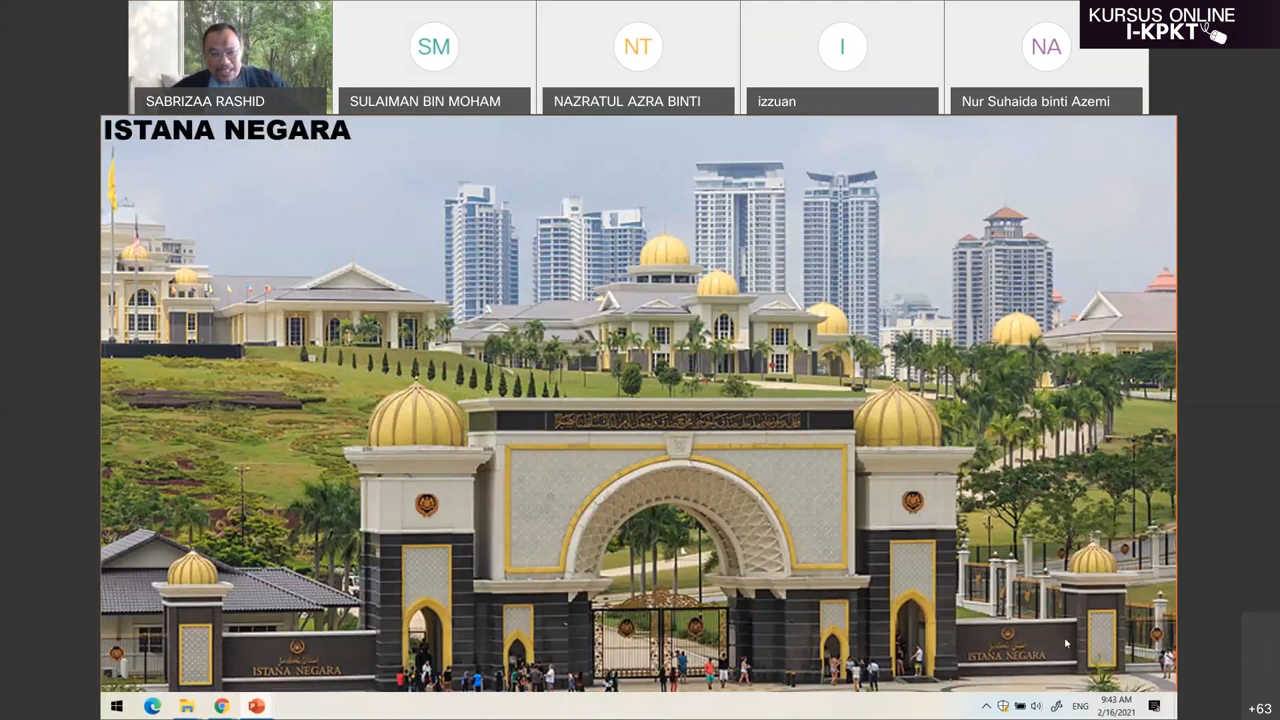 KURSUS ONLINE
I-KPKT
SM
NT
I
NA
SABRIZAA RASHID
SULAIMAN BIN MOHAM
NAZRATUL AZRA BINTI
izzuan
Nur Suhaida binti Azemi
ISTANA NEGARA
ISTANA NEGARA
ISTANA NEGARA
ENG
9:43 AM
2/16/2021
+63